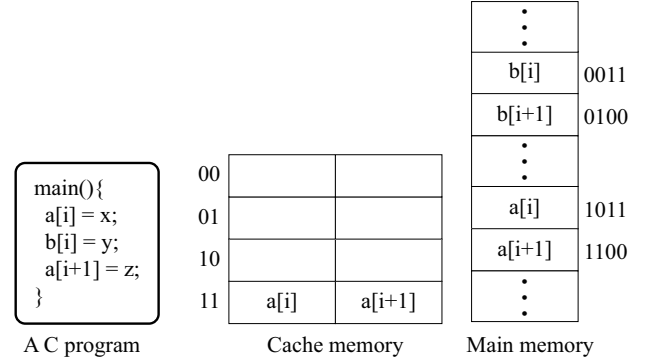 main(){
a[i] = x;
b[i] = y;
a[i+1] = z;
}
A C program
00
01
10
11 a[i] a[i+1]
Cache memory
b[i] 0011
b[i+1] 0100
a[i] 1011
a[i+1] 1100
Main memory